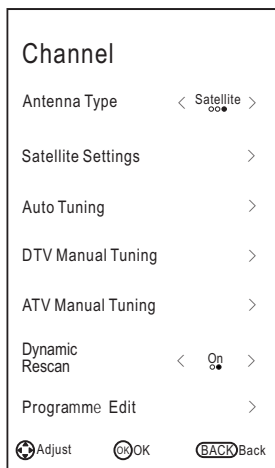 Channel
Antenna Type < Satellite >
Satellite Settings >
Auto Tuning >
DTV Manual Tuning >
ATV Manual Tuning >
Dynamic
Rescan < On >
Programme Edit >
Adjust OK OK BACK Back